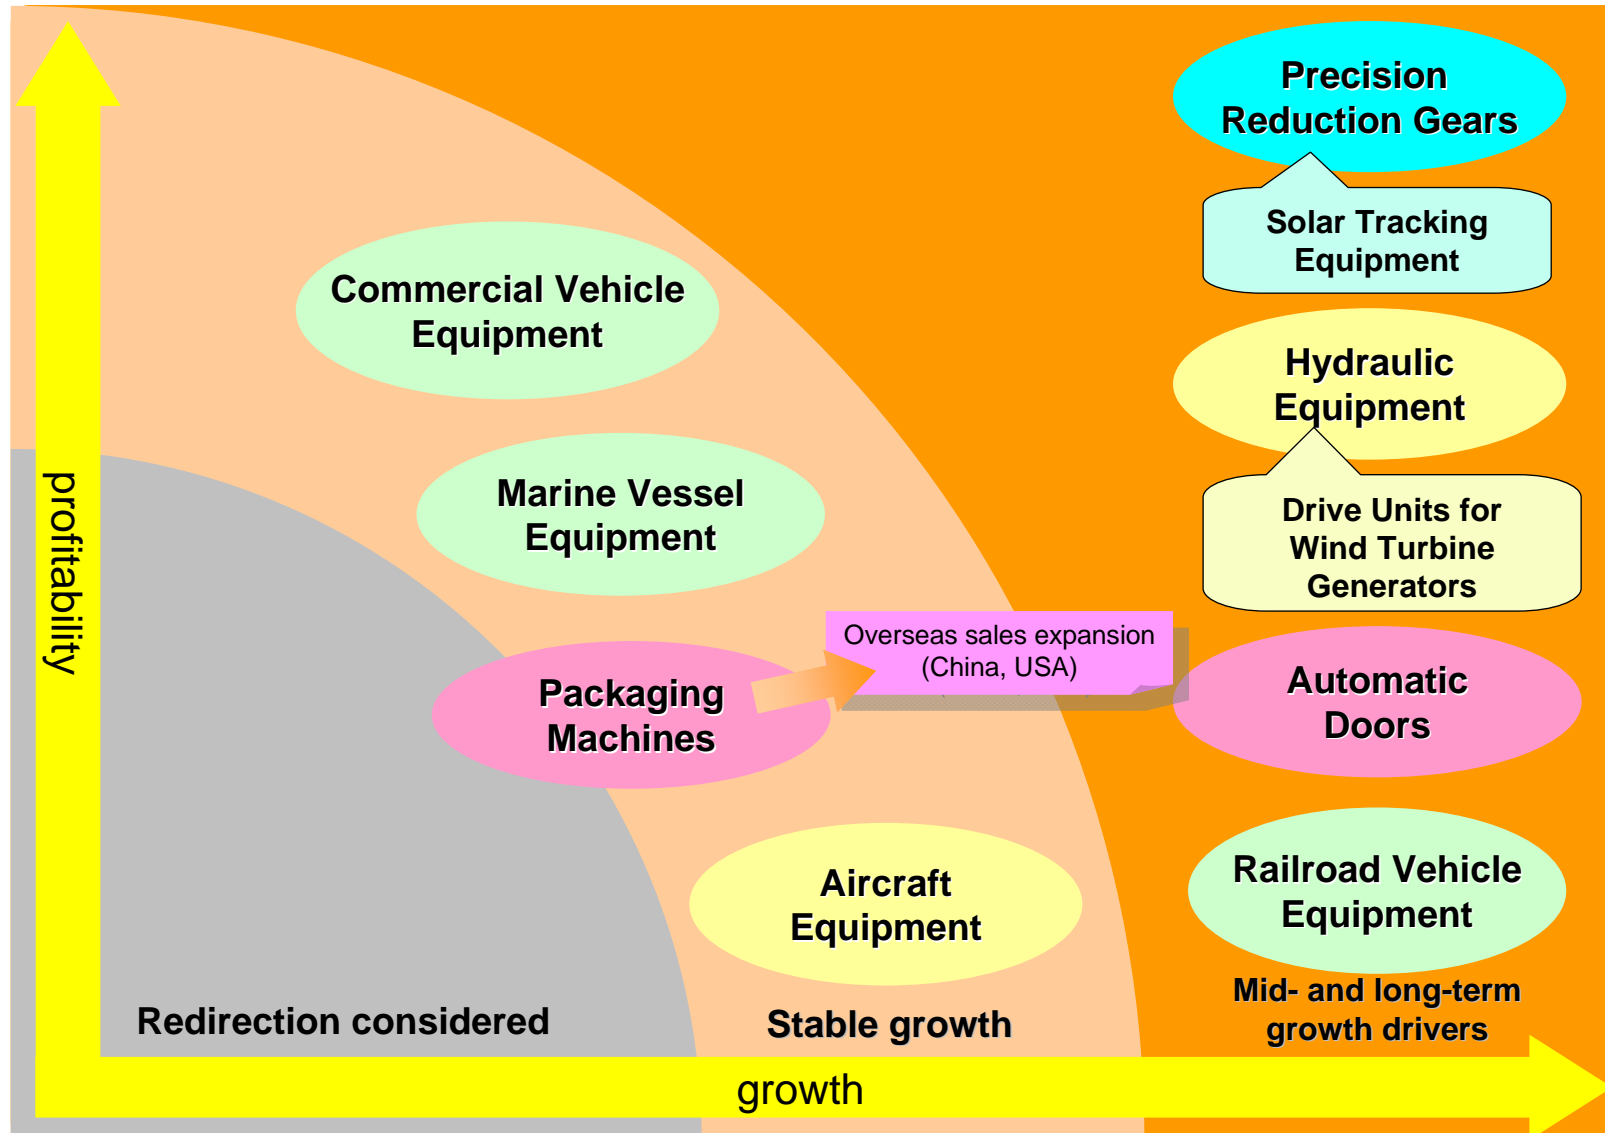 Precision
Reduction Gears
Solar Tracking
Equipment
Commercial Vehicle
Equipment
Hydraulic
Equipment
Marine Vessel
Equipment
Drive Units for
Wind Turbine
Generators
profitability
Overseas sales expansion
(China, USA)
Packaging
Machines
Automatic
Doors
Aircraft
Equipment
Railroad Vehicle
Equipment
Redirection considered
Stable growth
Mid- and long-term
growth drivers
growth